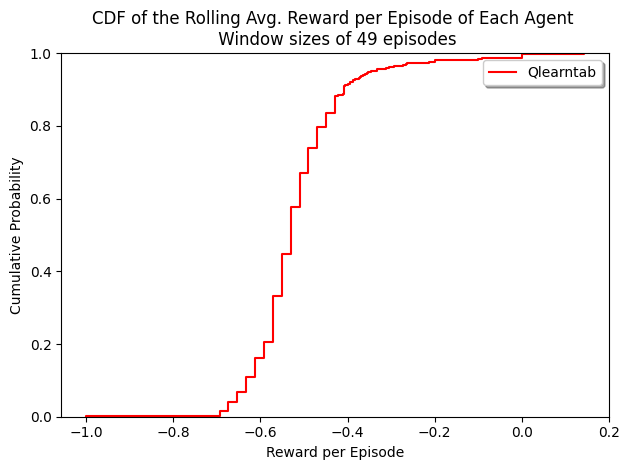 CDF of the Rolling Avg. Reward per Episode of Each Agent
Window sizes of 49 episodes
Qlearntab
Cumulative Probability
1.0
0.8
0.6
0.4
0.2
0.0
−1.0 −0.8 −0.6 −0.4 −0.2 0.0 0.2
Reward per Episode